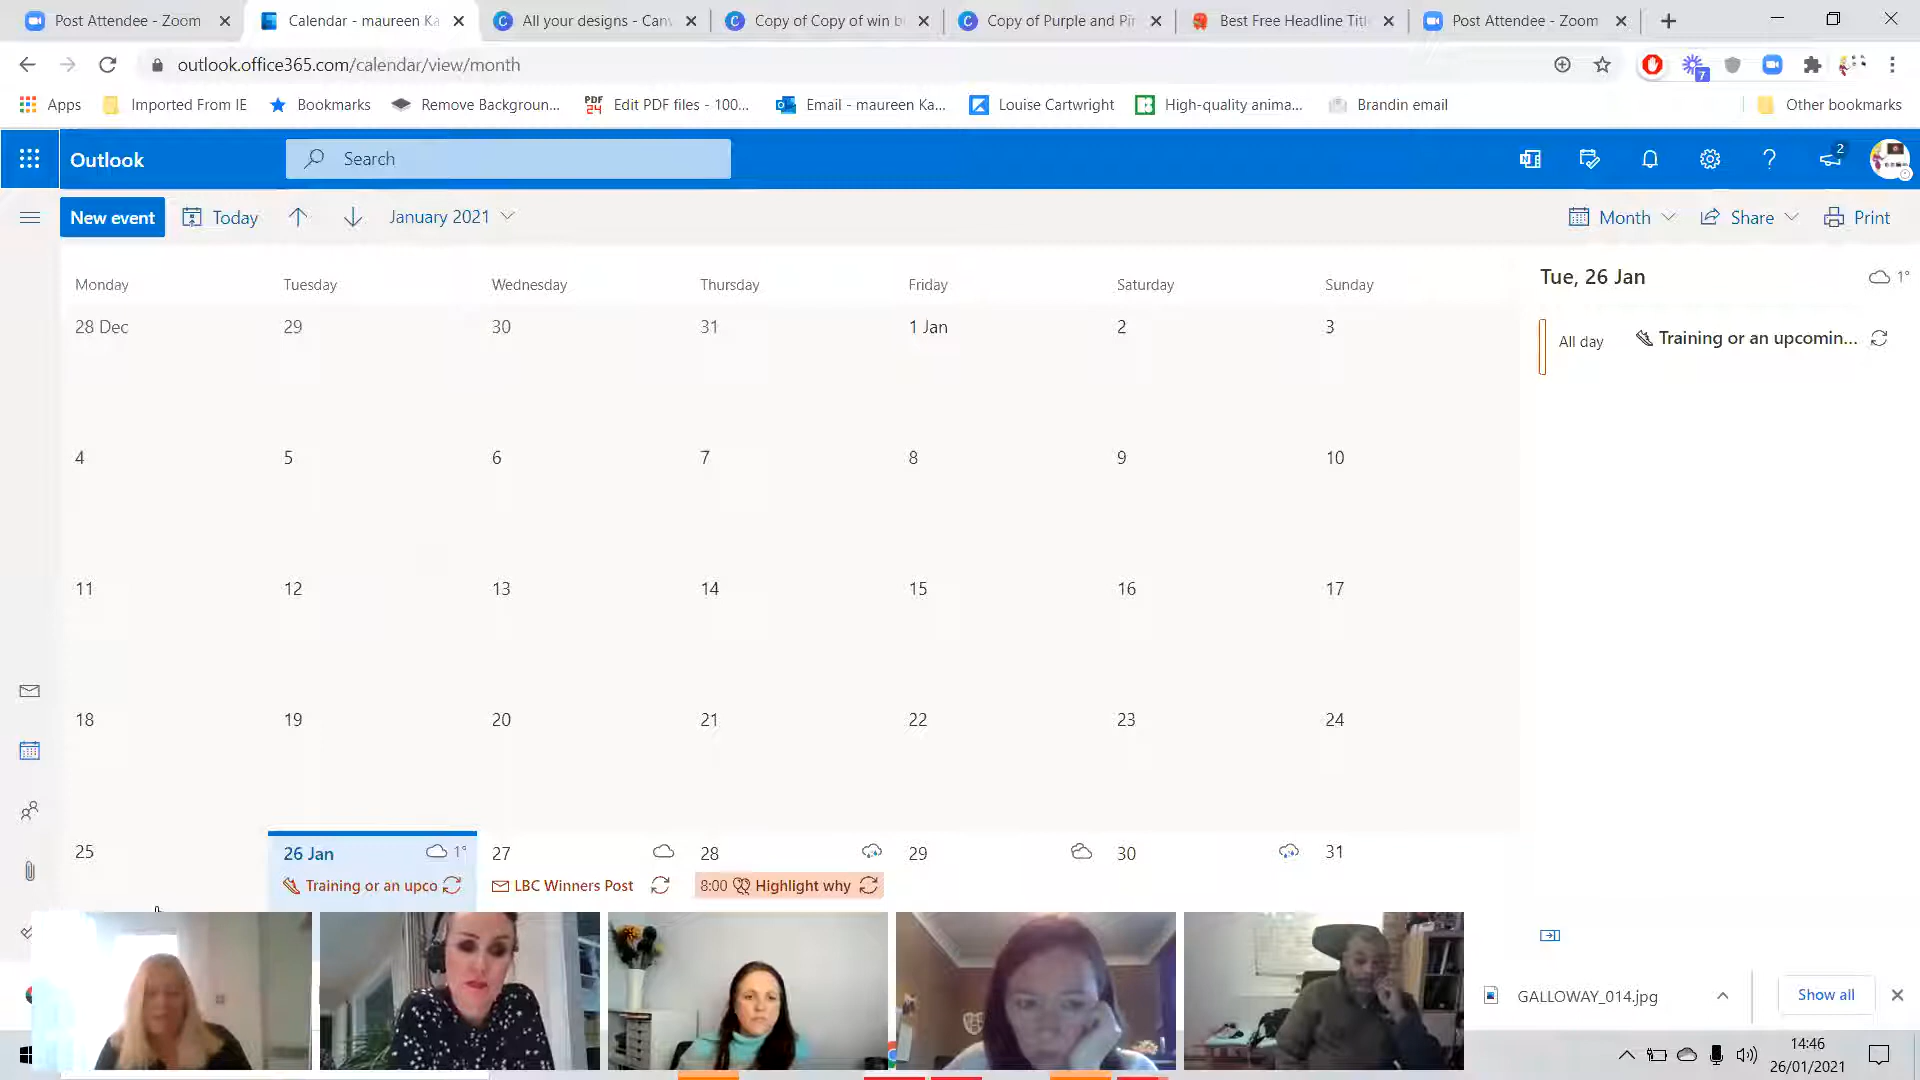 Post Attendee - Zoom
Calendar - maureen Ka
All your designs - Canv
Copy of Copy of win b
Copy of Purple and Pin
Best Free Headline Titl
Post Attendee - Zoom
outlook.office365.com/calendar/view/month
7
Apps
Imported From IE
Bookmarks
Remove Backgroun...
PDF 24
Edit PDF files - 100...
Email - maureen Ka...
Louise Cartwright
High-quality anima...
Brandin email
Other bookmarks
Outlook
Search
2
New event
Today
January 2021
Month
Share
Print
Monday Tuesday Wednesday Thursday Friday Saturday Sunday
28 Dec 29 30 31 1 Jan 2 3
4 5 6 7 8 9 10
11 12 13 14 15 16 17
18 19 20 21 22 23 24
25 26 Jan 1° 27 28 29 30 31
Training or an upco
LBC Winners Post
8:00 Highlight why
Tue, 26 Jan
1°
All day
Training or an upcomin...
GALLOWAY_014.jpg
Show all
14:46
26/01/2021